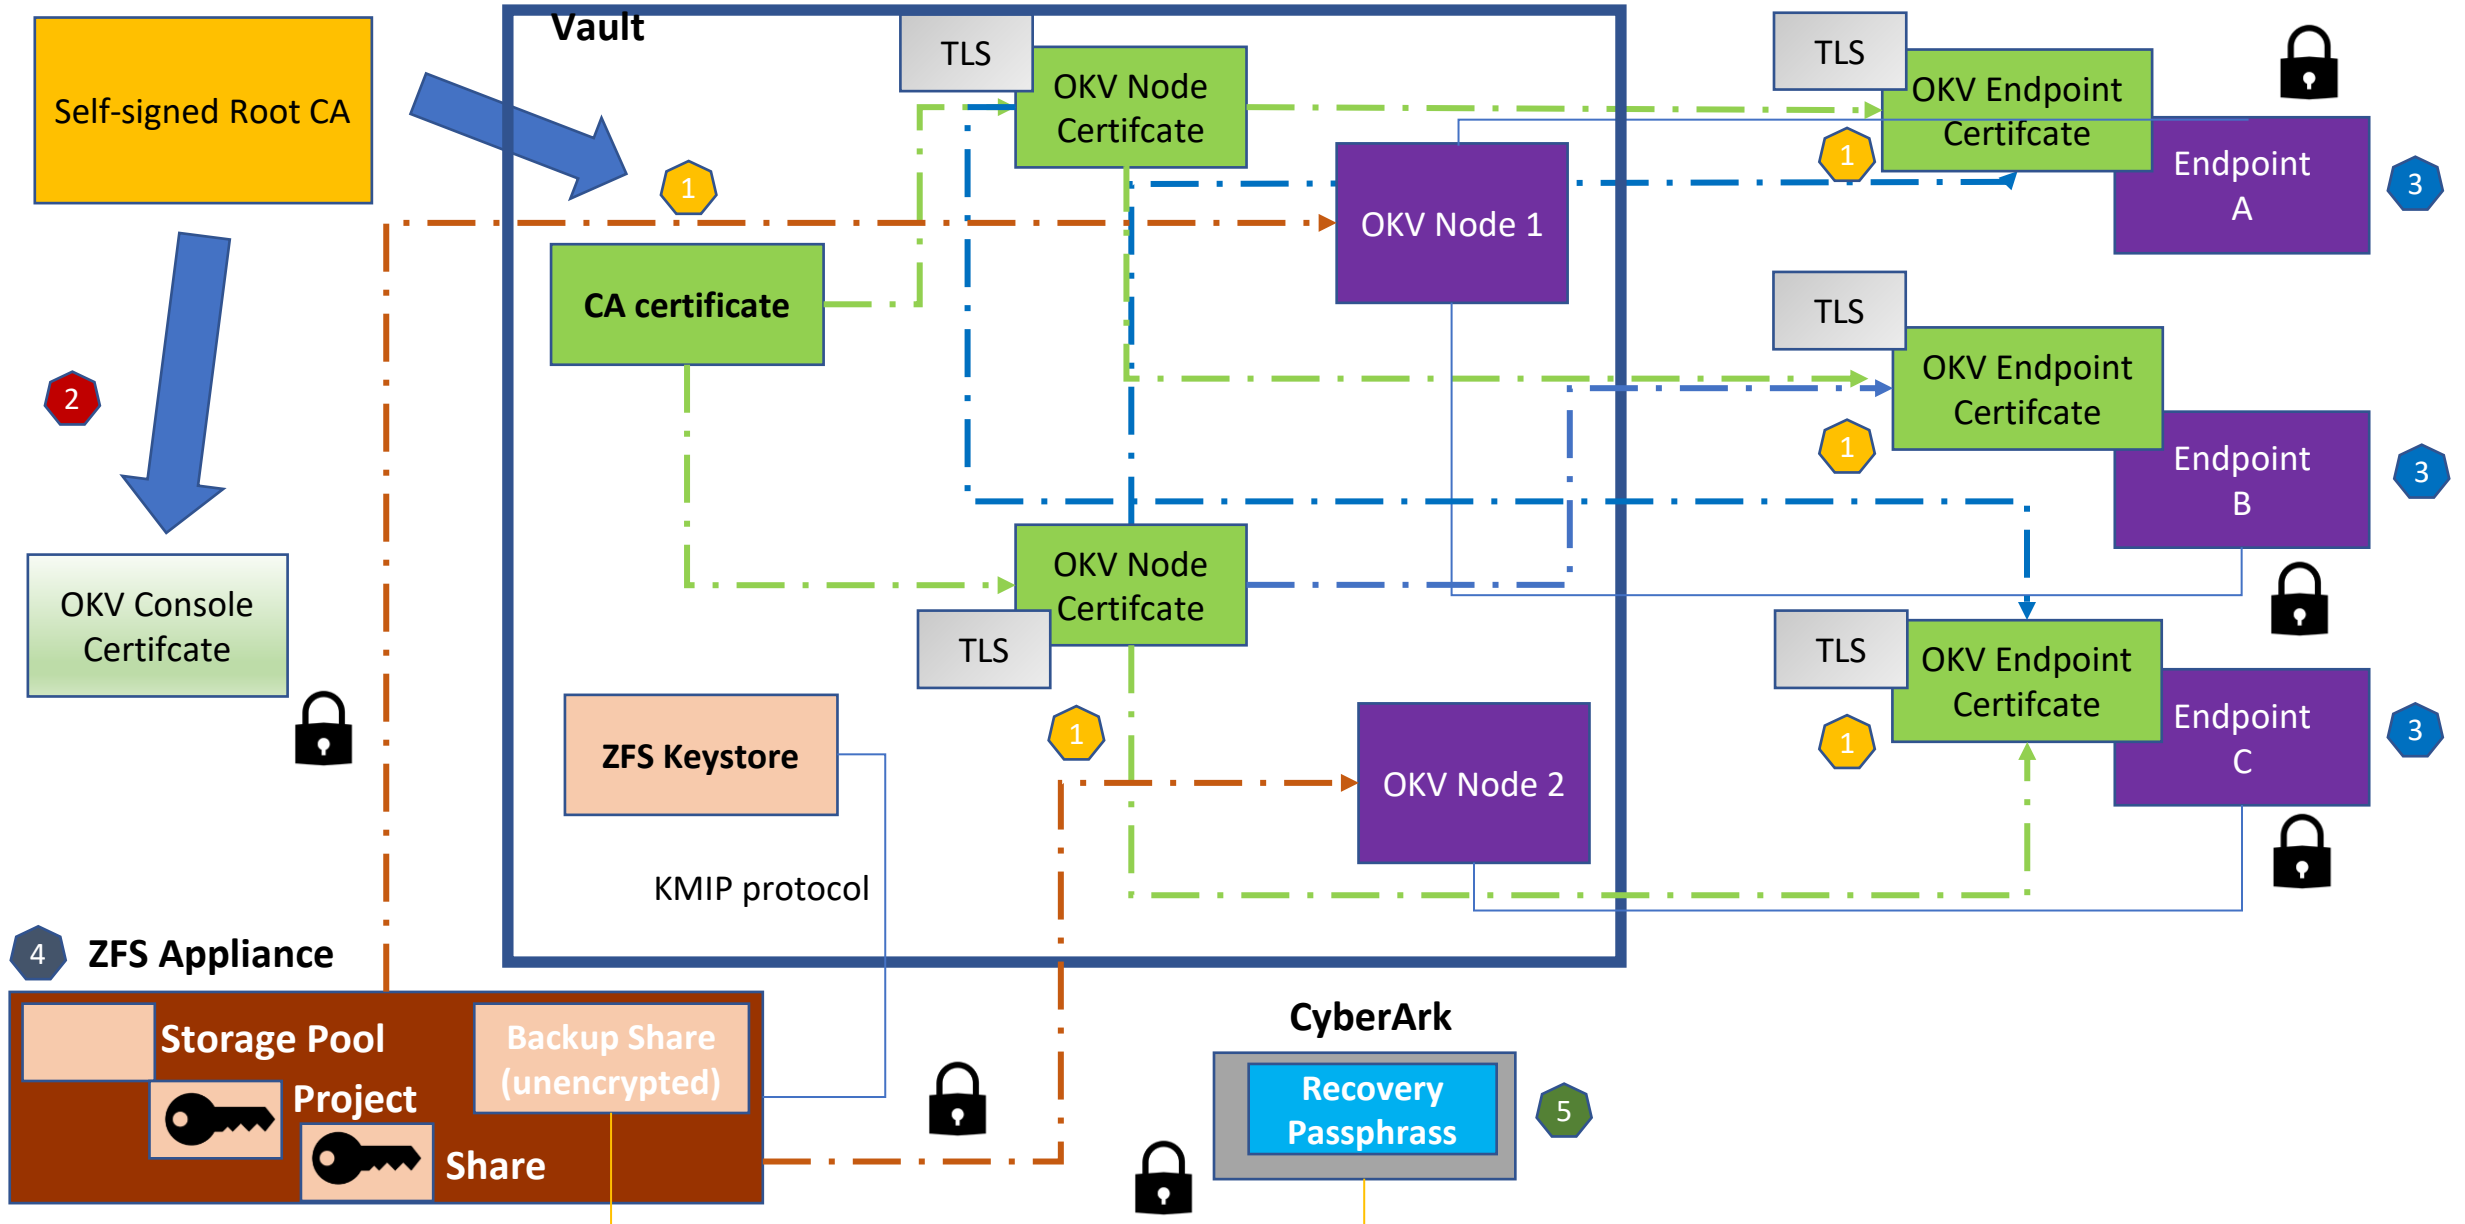 Vault
TLS
OKV Node
Certifcate
TLS
OKV Endpoint
Certifcate
Self-signed Root CA
1
1
Endpoint
A
3
OKV Node 1
CA certificate
TLS
OKV Endpoint
Certifcate
2
1
Endpoint
B
3
OKV Node
Certifcate
TLS
OKV Console
Certifcate
TLS
OKV Endpoint
Certifcate
1
1
Endpoint
C
3
ZFS Keystore
OKV Node 2
KMIP protocol
4
ZFS Appliance
Storage Pool
Project
Share
Backup Share
(unencrypted)
CyberArk
Recovery
Passphrass
5